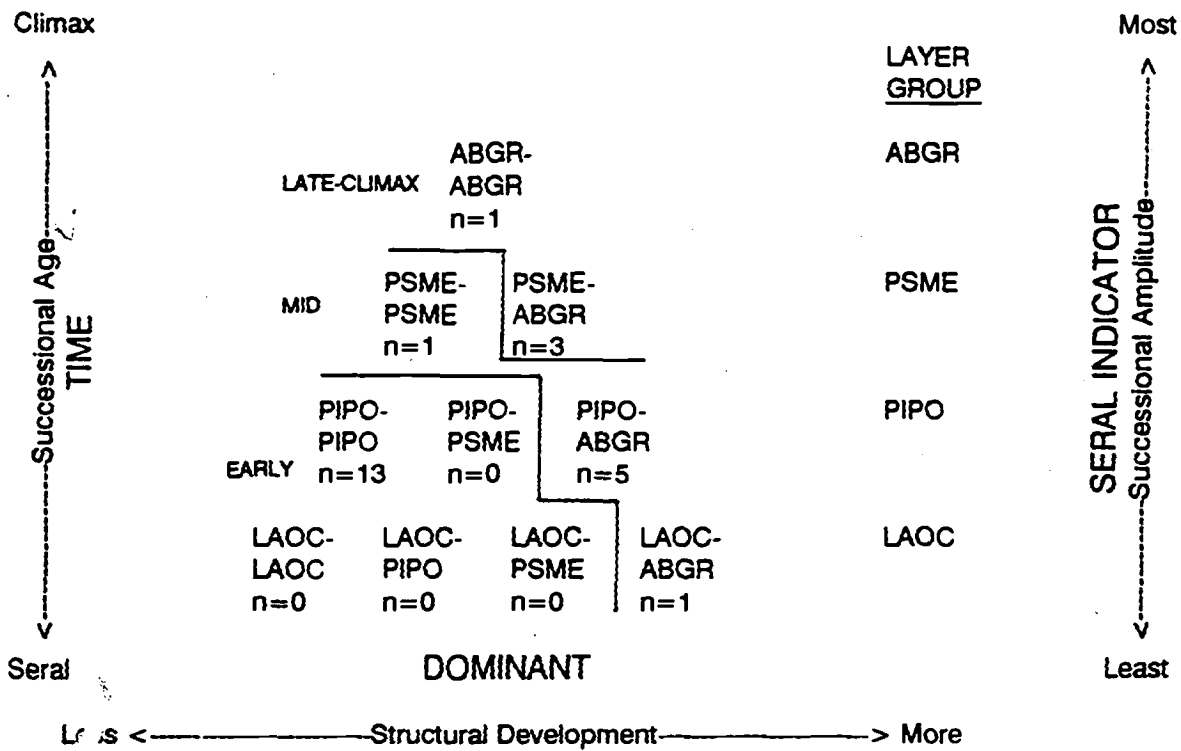 Climax
Most
LAYER
GROUP
ABGR-
ABGR
n=1
LATE-CLIMAX
ABGR
PSME-
PSME
n=1
PSME-
ABGR
n=3
MID
PSME
PIPO-
PIPO
n=13
PIPO-
PSME
n=0
PIPO-
ABGR
n=5
EARLY
PIPO
LAOC-
LAOC
n=0
LAOC-
PIPO
n=0
LAOC-
PSME
n=0
LAOC-
ABGR
n=1
LAOC
Successional Age
TIME
SERAL INDICATOR
Successional Amplitude
Seral
DOMINANT
Least
<-----Structural Development-----> More